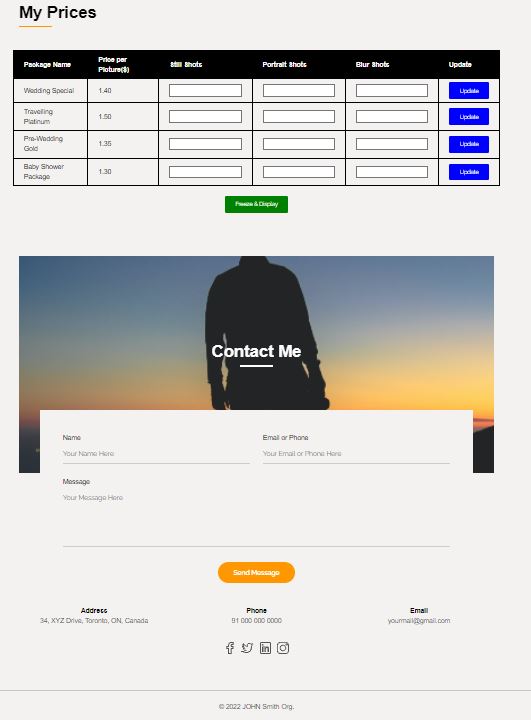 My Prices
Package Name
Price per
Picture($)
Still Shots
Portrait Shots
Blur Shots
Update
Wedding Special
1.40
Update
Travelling
Platinum
1.50
Update
Pre-Wedding
Gold
1.35
Update
Baby Shower
Package
1.30
Update
Freeze & Display
Contact Me
Name
Email or Phone
Your Name Here
Your Email or Phone Here
Message
Your Message Here
Send Message
Address
Phone
Email
34, XYZ Drive, Toronto, ON, Canada
91 000 000 0000
yourmail@gmail.com
© 2022 JOHN Smith Org.